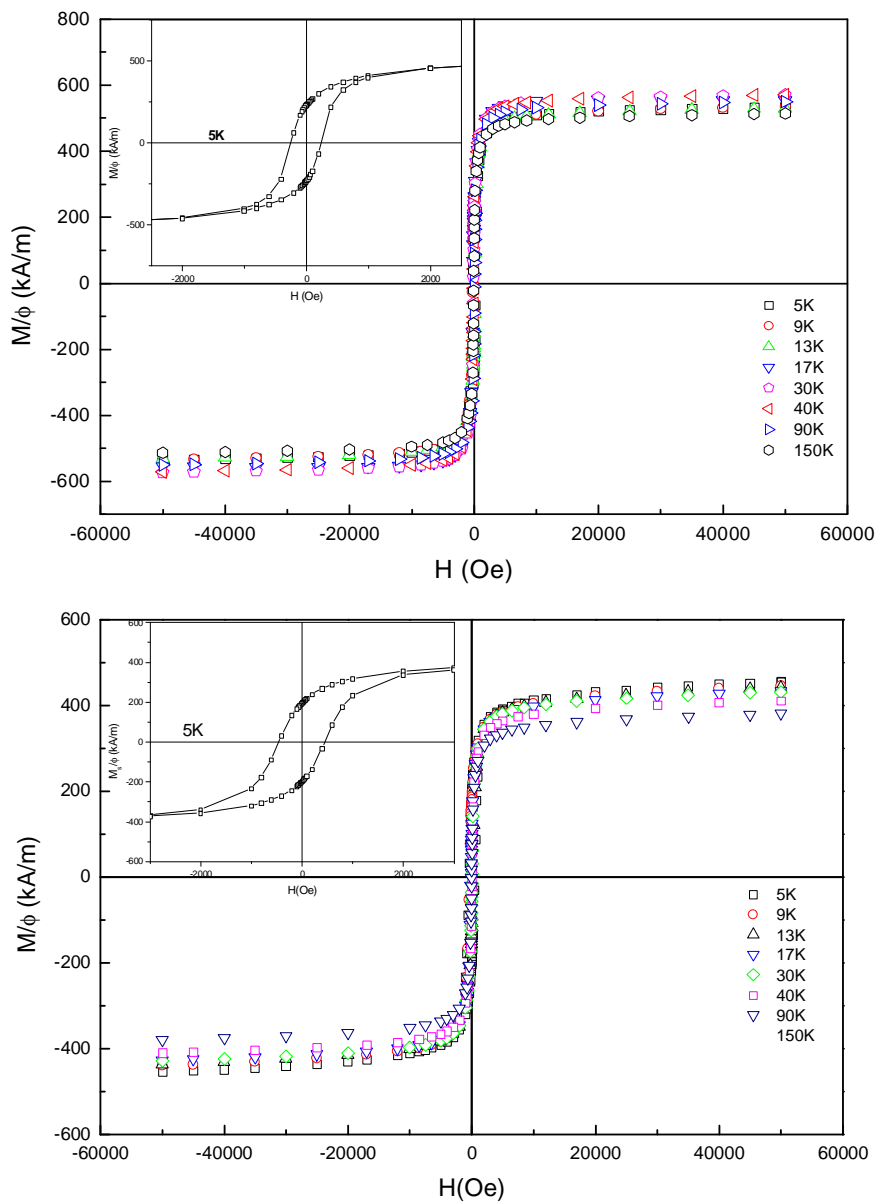 800
600
400
200
0
-200
-400
-600
M/ϕ (kA/m)
500
0
-500
M/ϕ (kA/m)
5K
-2000 0 2000
H (Oe)
5K
9K
13K
17K
30K
40K
90K
150K
-60000 -40000 -20000 0 20000 40000 60000
H (Oe)
600
400
200
0
-200
-400
-600
M/ϕ (kA/m)
600
400
200
0
-200
-400
-600
Ms/ϕ (kA/m)
5K
-2000 0 2000
H(Oe)
5K
9K
13K
17K
30K
40K
90K
150K
-60000 -40000 -20000 0 20000 40000 60000
H(Oe)